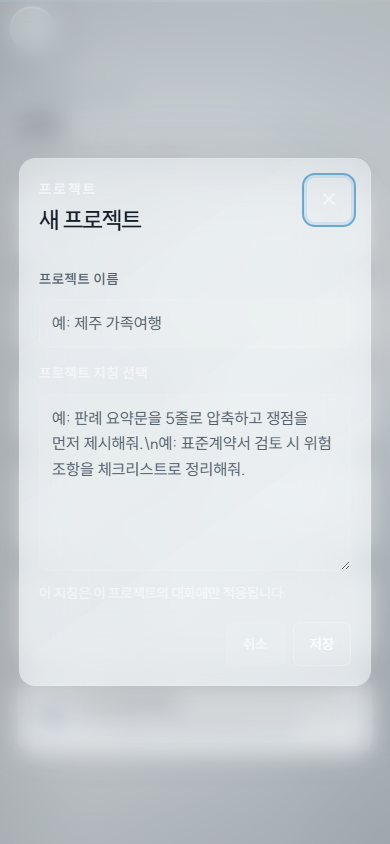 프로젝트
새 프로젝트
프로젝트 이름
예: 제주 가족여행
프로젝트 지침 선택
예: 판례 요약문을 5줄로 압축하고 쟁점을
먼저 제시해줘.\n예: 표준계약서 검토 시 위험
조항을 체크리스트로 정리해줘.
이 지침은 이 프로젝트의 대화에만 적용됩니다.
취소
저장